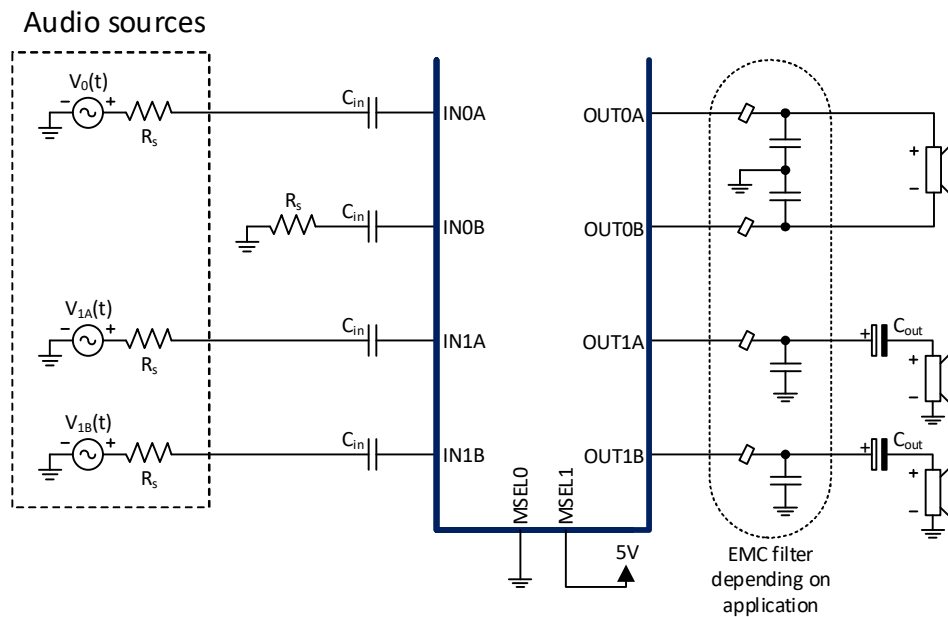 Audio sources
V0(t)
− +
Rs
Cin
IN0A
OUT0A
+
−
Rs
Cin
IN0B
OUT0B
V1A(t)
− +
Rs
Cin
IN1A
OUT1A
+
Cout
+
−
V1B(t)
− +
Rs
Cin
IN1B
OUT1B
+
Cout
+
−
MSEL0
MSEL1
5V
EMC filter
depending on
application